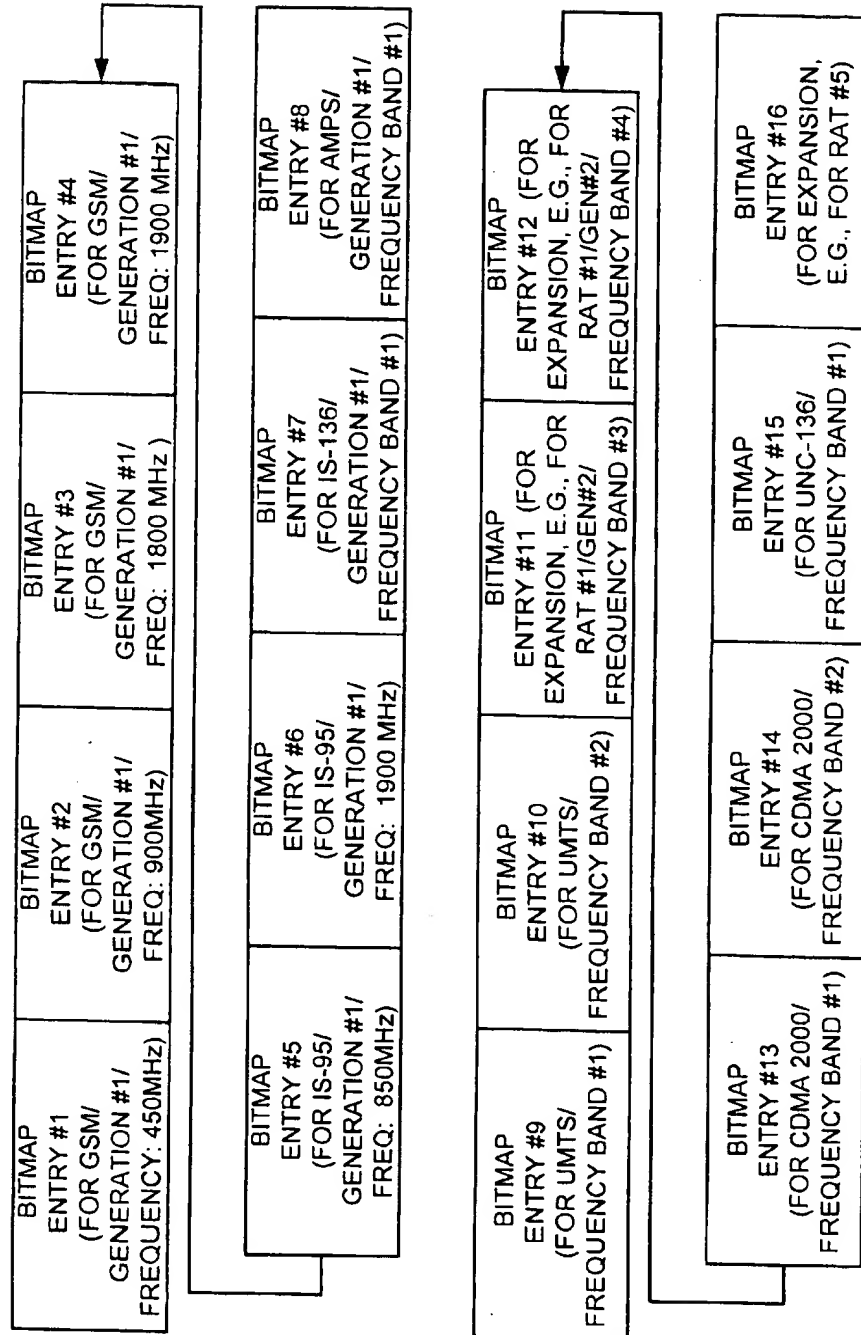 BITMAP
ENTRY #1
(FOR GSM/
GENERATION #1/
FREQUENCY: 450MHz)
BITMAP
ENTRY #2
(FOR GSM/
GENERATION #1/
FREQ: 900MHz)
BITMAP
ENTRY #3
(FOR GSM/
GENERATION #1/
FREQ: 1800 MHz )
BITMAP
ENTRY #4
(FOR GSM/
GENERATION #1/
FREQ: 1900 MHz)
BITMAP
ENTRY #5
(FOR IS-95/
GENERATION #1/
FREQ: 850MHz)
BITMAP
ENTRY #6
(FOR IS-95/
GENERATION #1/
FREQ: 1900 MHz)
BITMAP
ENTRY #7
(FOR IS-136/
GENERATION #1/
FREQUENCY BAND #1)
BITMAP
ENTRY #8
(FOR AMPS/
GENERATION #1/
FREQUENCY BAND #1)
BITMAP
ENTRY #9
(FOR UMTS/
FREQUENCY BAND #1)
BITMAP
ENTRY #10
(FOR UMTS/
FREQUENCY BAND #2)
BITMAP
ENTRY #11 (FOR
EXPANSION, E.G., FOR
RAT #1/GEN#2/
FREQUENCY BAND #3)
BITMAP
ENTRY #12 (FOR
EXPANSION, E.G., FOR
RAT #1/GEN#2/
FREQUENCY BAND #4)
BITMAP
ENTRY #13
(FOR CDMA 2000/
FREQUENCY BAND #1)
BITMAP
ENTRY #14
(FOR CDMA 2000/
FREQUENCY BAND #2)
BITMAP
ENTRY #15
(FOR UNC-136/
FREQUENCY BAND #1)
BITMAP
ENTRY #16
(FOR EXPANSION,
E.G., FOR RAT #5)